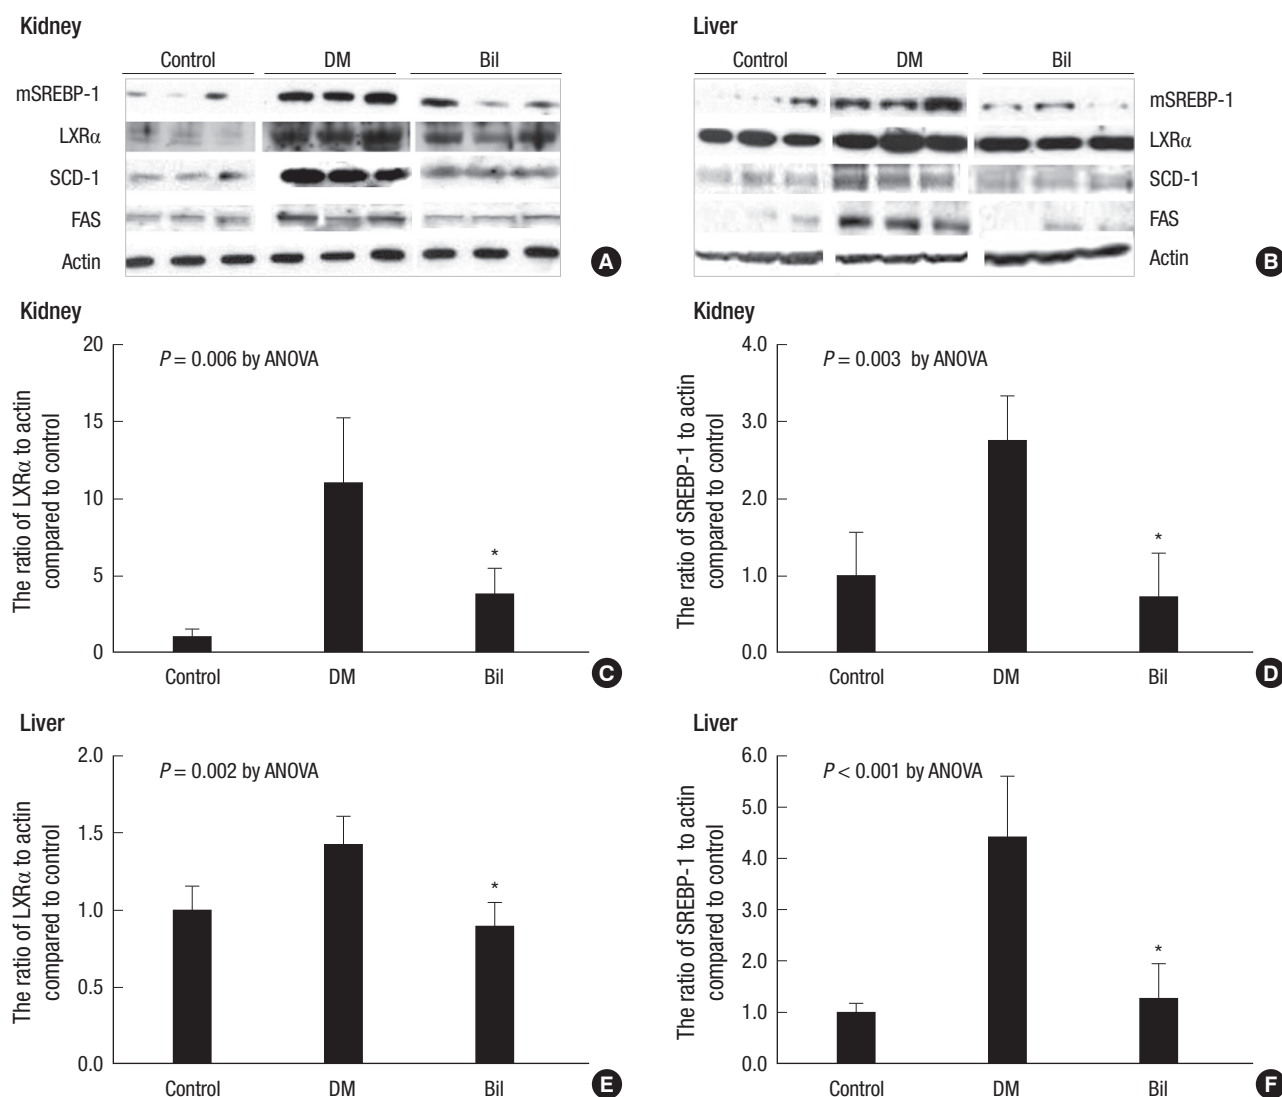 Kidney
Control DM Bil
mSREBP-1
LXRα
SCD-1
FAS
Actin
A
Liver
Control DM Bil
mSREBP-1
LXRα
SCD-1
FAS
Actin
B
Kidney
The ratio of LXRα to actin
compared to control
20
15
10
5
0
P = 0.006 by ANOVA
*
Control DM Bil
C
Kidney
The ratio of SREBP-1 to actin
compared to control
4.0
3.0
2.0
1.0
0.0
P = 0.003 by ANOVA
*
Control DM Bil
D
Liver
The ratio of LXRα to actin
compared to control
2.0
1.5
1.0
0.5
0.0
P = 0.002 by ANOVA
*
Control DM Bil
E
Liver
The ratio of SREBP-1 to actin
compared to control
6.0
5.0
4.0
3.0
2.0
1.0
0.0
P < 0.001 by ANOVA
*
Control DM Bil
F